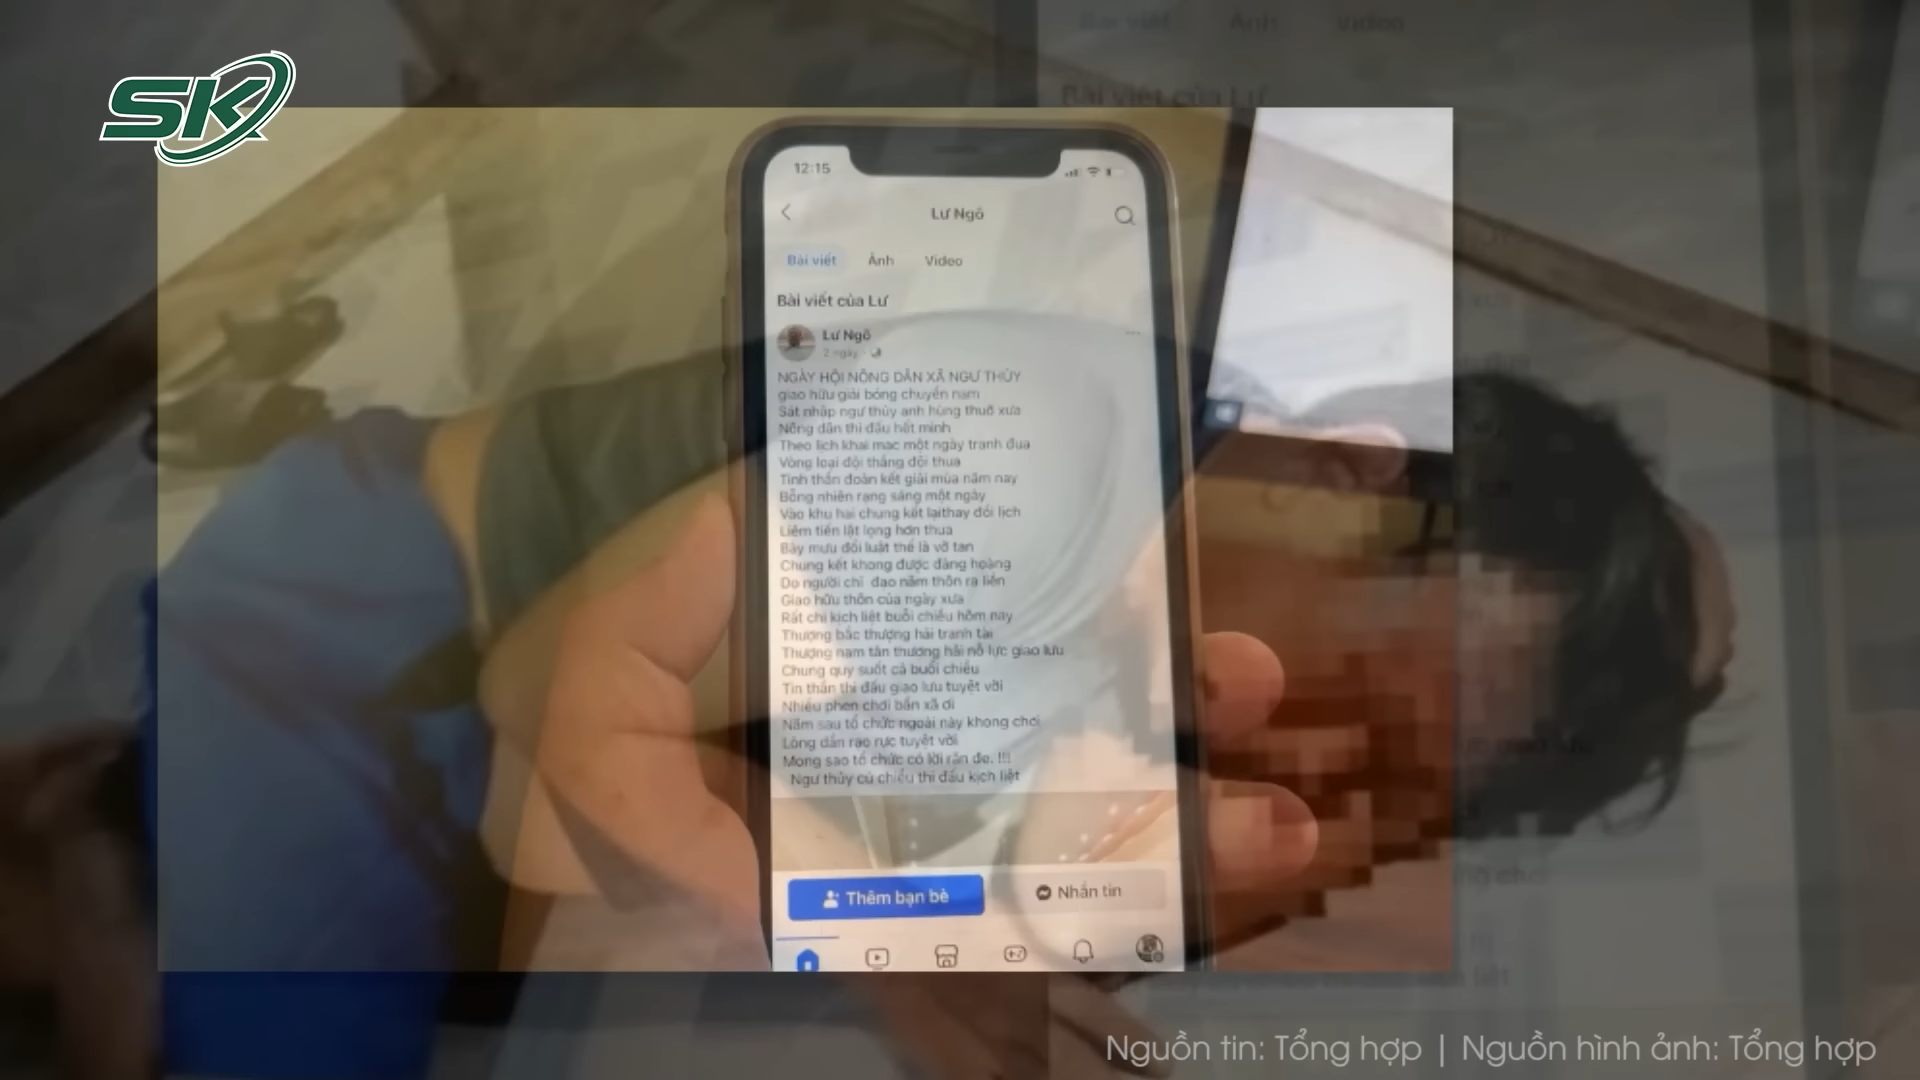 SK
12:15
Lư Ngô
Bài viết
Ảnh
Video
Bài viết của Lư
Lư Ngô
2 ngày
NGÀY HỘI NÔNG DÂN XÃ NGƯ THỦY
giao hữu giải bóng chuyền nam
Sát nhập ngư thủy anh hùng thuở xưa
Nông dân thi đấu hết mình
Theo lịch khai mạc một ngày tranh đua
Vòng loại đội thắng đội thua
Tinh thần đoàn kết giải mùa năm nay
Bỗng nhiên rạng sáng một ngày
Vào khu hai chung kết laithay đổi lịch
Liêm tiền lật lọng hơn thua
Bày mưu đổi luật thế là vỡ tan
Chung kết khong được đàng hoàng
Do người chỉ đạo năm thôn ra liền
Giao hữu thôn của ngày xưa
Rất chi kịch liệt buổi chiều hôm nay
Thượng bắc thượng hải tranh tài
Thượng nam tân thương hải nỗ lực giao lưu
Chung quy suốt cả buổi chiều
Tin thần thi đấu giao lưu tuyệt vời
Nhiều phen chơi bẩn xã ơi
Năm sau tổ chức ngoài này khong chơi
Lòng dân rạo rực tuyệt vời
Mong sao tổ chức có lời răn đe. !!!
Ngư thủy cú chiều thi đấu kịch liệt
Thêm bạn bè
Nhắn tin
Nguồn tin: Tổng hợp | Nguồn hình ảnh: Tổng hợp